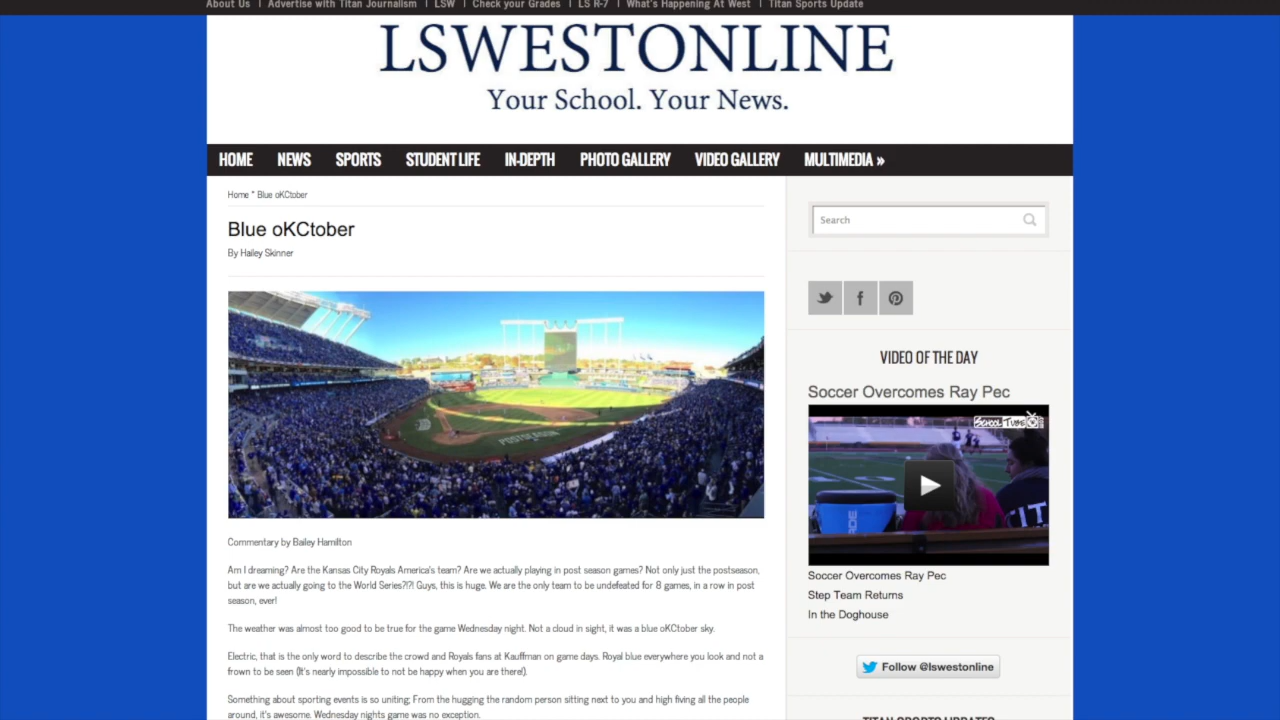 About Us | Advertise with Titan Journalism | LSW | Check your Grades | LS R-7 | What's Happening At West | Titan Sports Update
LSWESTONLINE
Your School. Your News.
HOME NEWS SPORTS STUDENT LIFE IN-DEPTH PHOTO GALLERY VIDEO GALLERY MULTIMEDIA »
Home " Blue oKCtober
Blue oKCtober
By Hailey Skinner
POSTSEASON
Commentary by Bailey Hamilton
Am I dreaming? Are the Kansas City Royals America's team? Are we actually playing in post season games? Not only just the postseason,
but are we actually going to the World Series?!?! Guys, this is huge. We are the only team to be undefeated for 8 games, in a row in post
season, ever!
The weather was almost too good to be true for the game Wednesday night. Not a cloud in sight, it was a blue oKCtober sky.
Electric, that is the only word to describe the crowd and Royals fans at Kauffman on game days. Royal blue everywhere you look and not a
frown to be seen (It's nearly impossible to not be happy when you are there!).
Something about sporting events is so uniting; From the hugging the random person sitting next to you and high fiving all the people
around, it's awesome. Wednesday nights game was no exception.
Search
VIDEO OF THE DAY
Soccer Overcomes Ray Pec
SCHOOLTUBE
TIT
Soccer Overcomes Ray Pec
Step Team Returns
In the Doghouse
Follow @lswestonline
TITAN SPORTS UPDATES